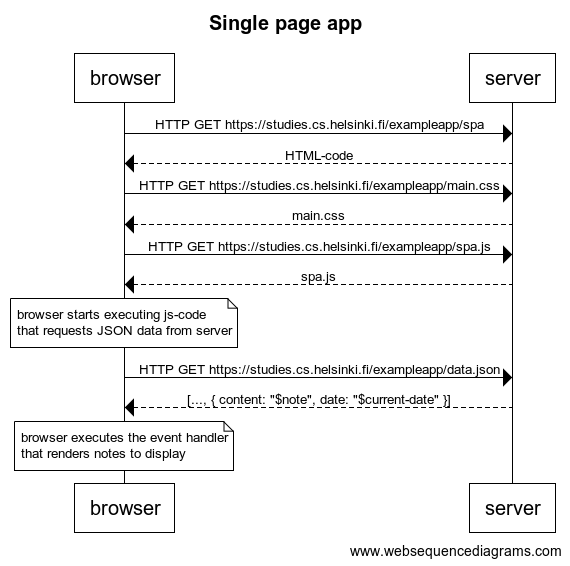 Single page app
browser
server
HTTP GET https://studies.cs.helsinki.fi/exampleapp/spa
HTML-code
HTTP GET https://studies.cs.helsinki.fi/exampleapp/main.css
main.css
HTTP GET https://studies.cs.helsinki.fi/exampleapp/spa.js
spa.js
browser starts executing js-code
that requests JSON data from server
HTTP GET https://studies.cs.helsinki.fi/exampleapp/data.json
[..., { content: "$note", date: "$current-date" }]
browser executes the event handler
that renders notes to display
browser
server
www.websequencediagrams.com